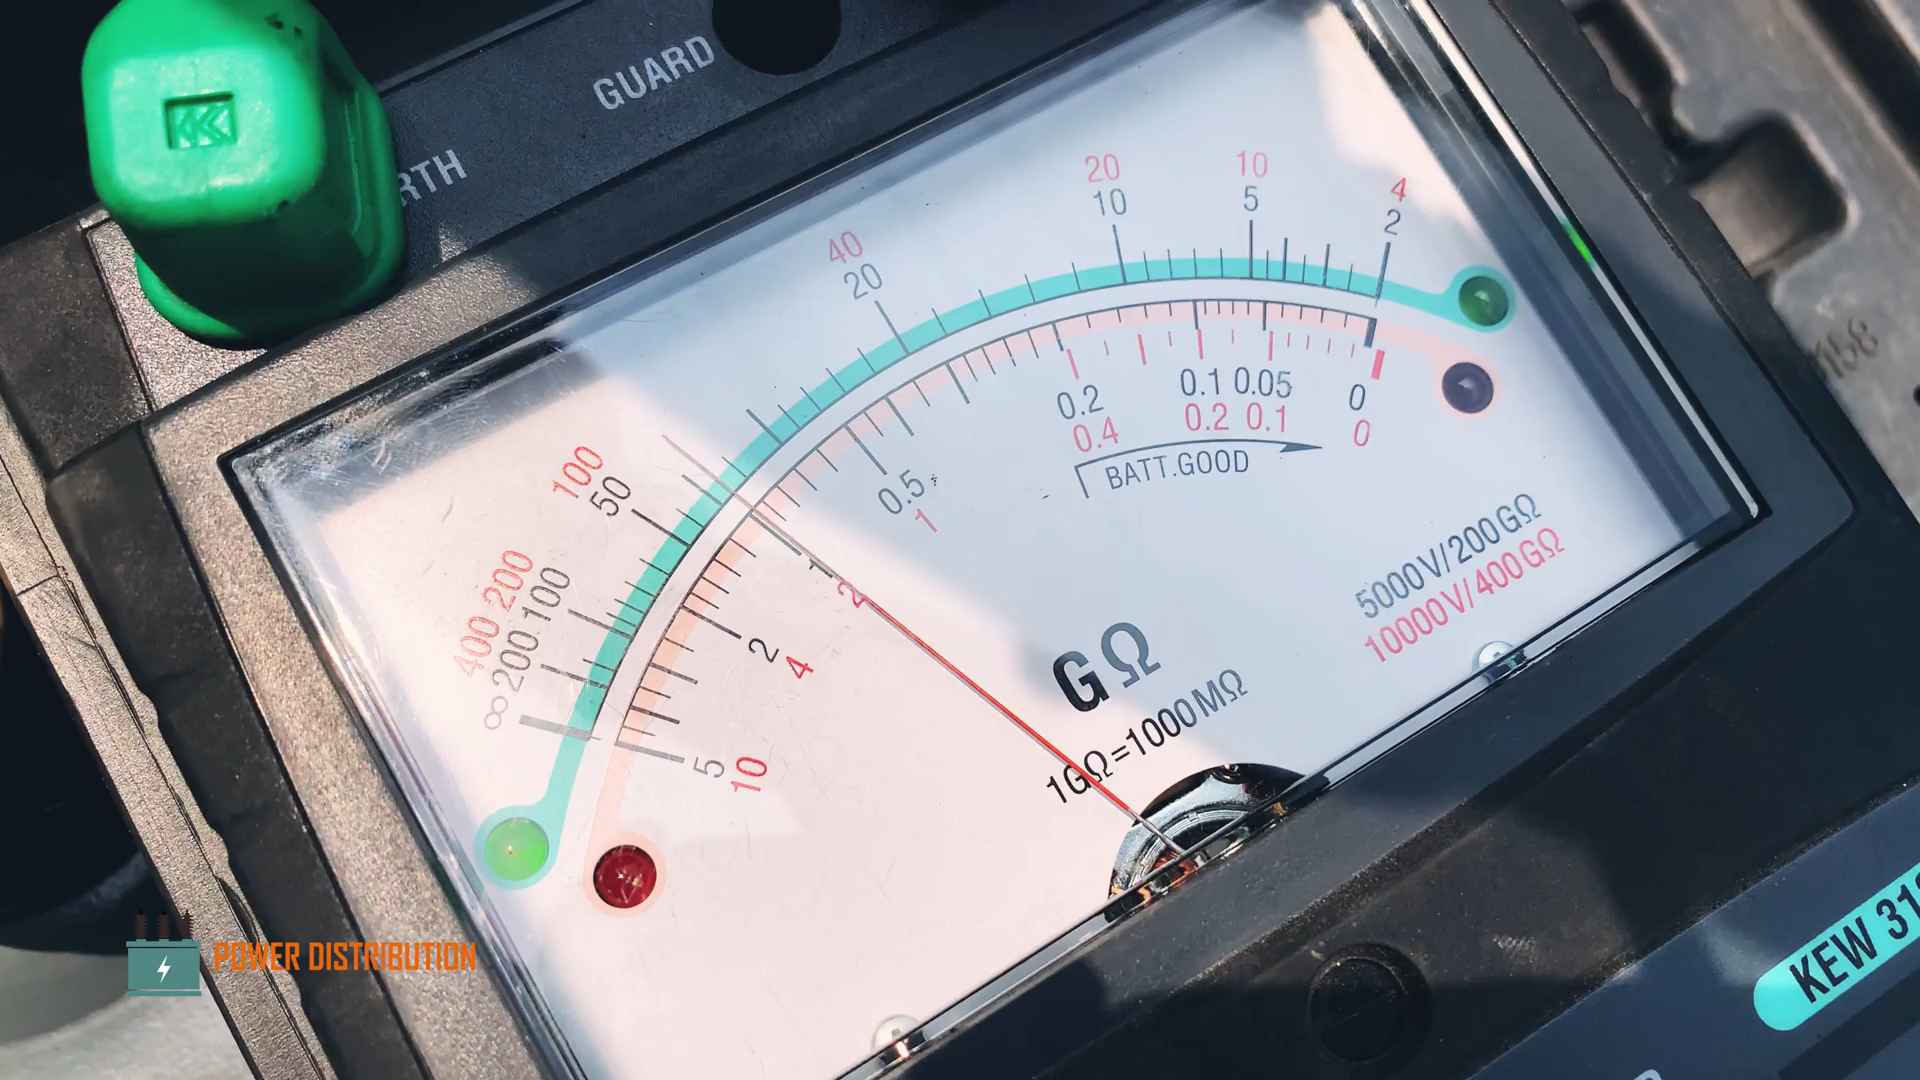 GUARD
RTH
400 200 100 40 20 10 4
∞ 200 100 50 20 10 5 2
5 2 1 0.5 0.2 0.1 0.05 0
10 4 2 1 0.4 0.2 0.1 0
BATT.GOOD
5000V/200GΩ
10000V/400GΩ
GΩ
1GΩ=1000MΩ
KEW 31
POWER DISTRIBUTION